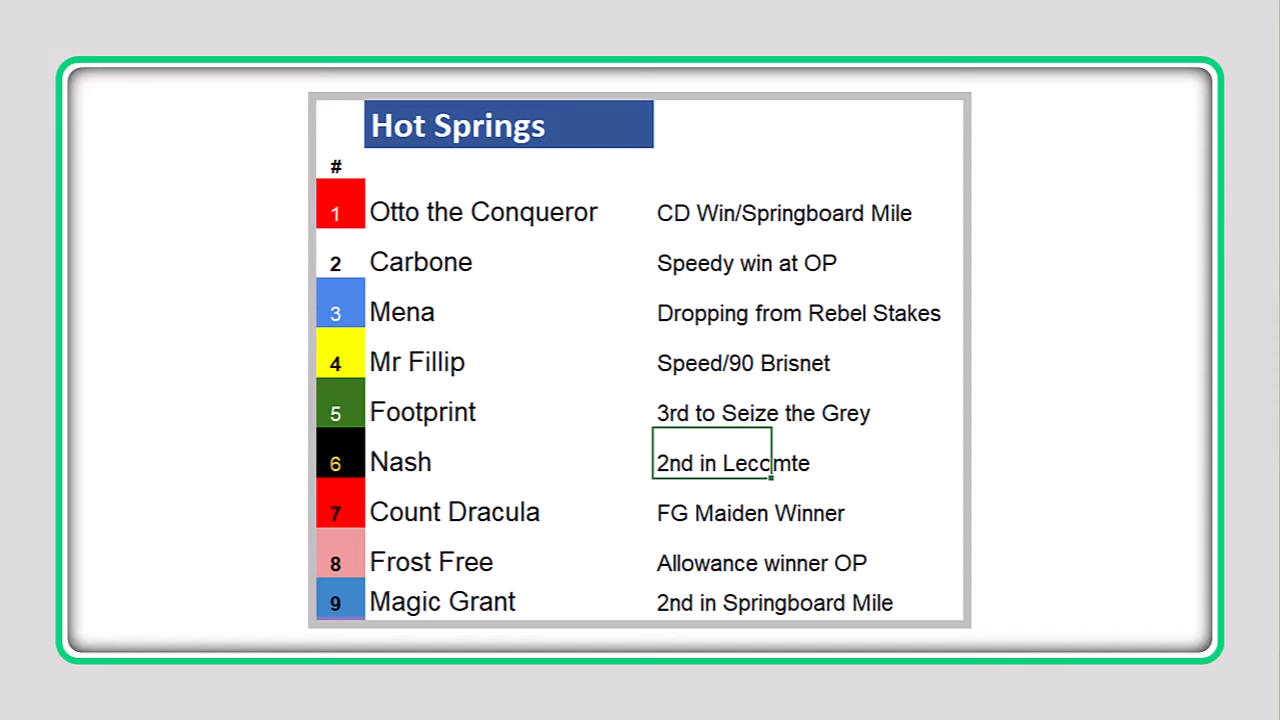 Hot Springs
#
1 Otto the Conqueror CD Win/Springboard Mile
2 Carbone Speedy win at OP
3 Mena Dropping from Rebel Stakes
4 Mr Fillip Speed/90 Brisnet
5 Footprint 3rd to Seize the Grey
6 Nash 2nd in Lecomte
7 Count Dracula FG Maiden Winner
8 Frost Free Allowance winner OP
9 Magic Grant 2nd in Springboard Mile